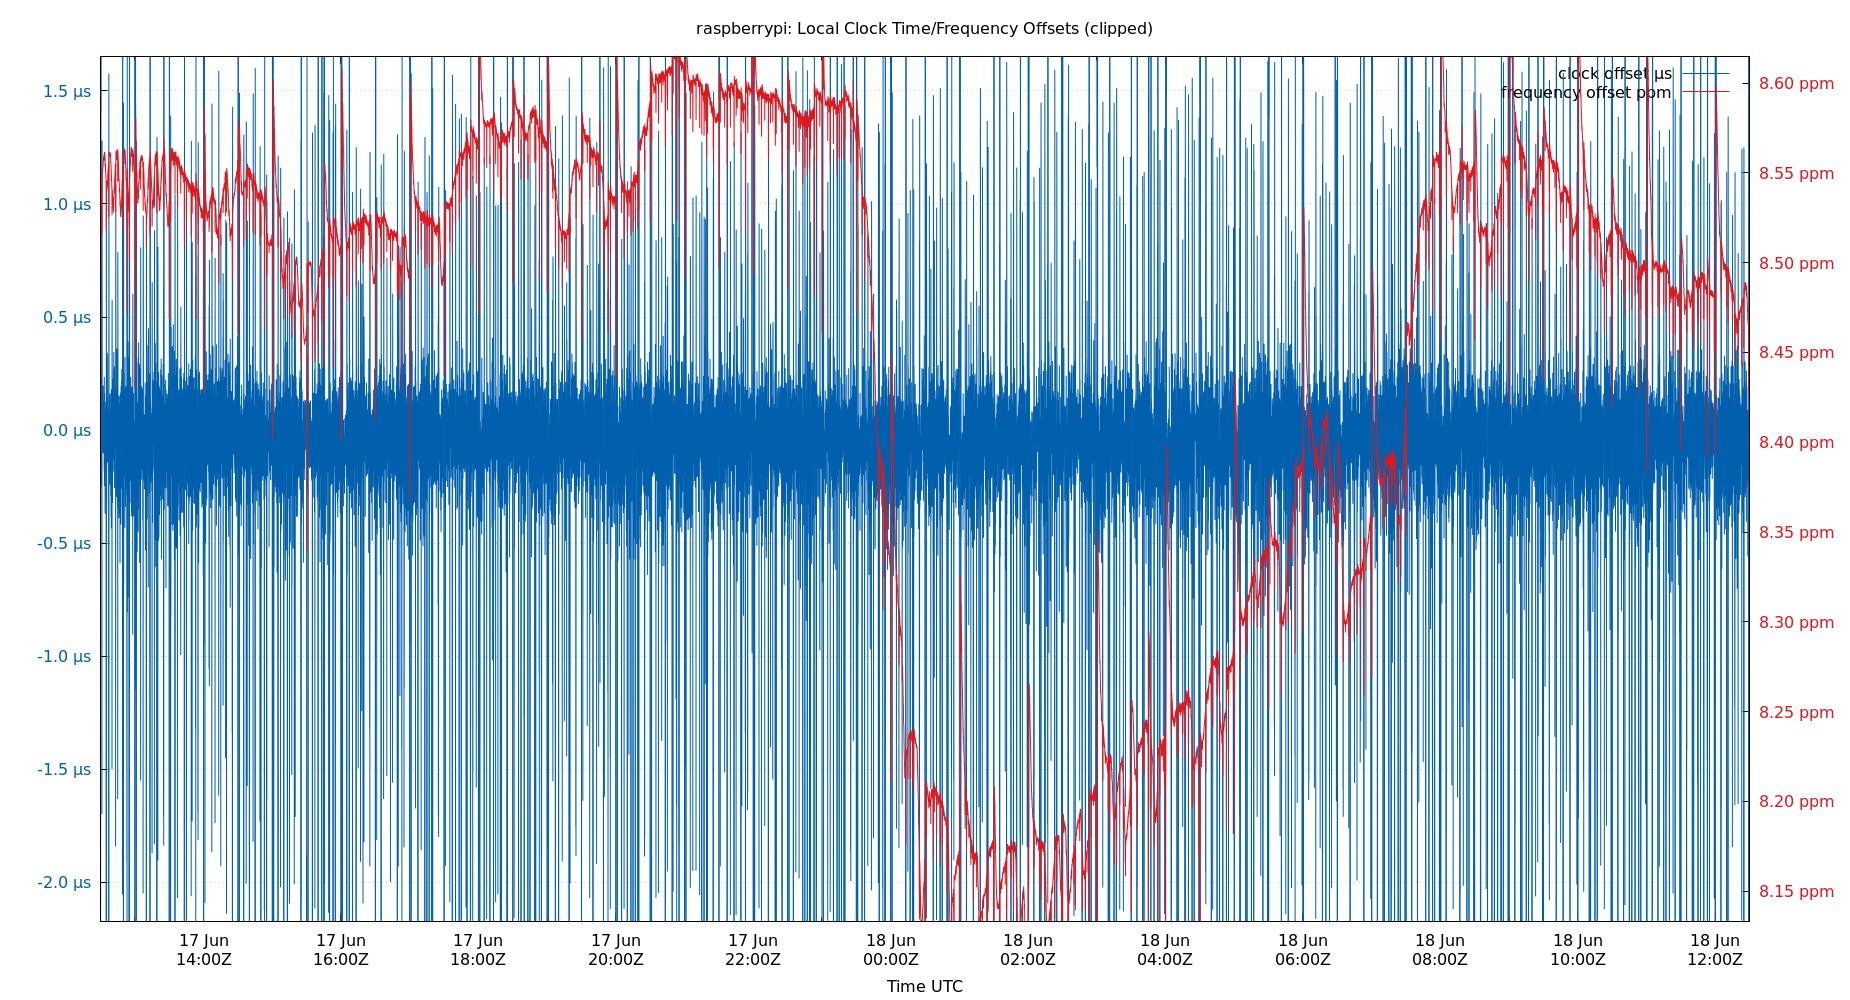 raspberrypi: Local Clock Time/Frequency Offsets (clipped)
clock offset µs
frequency offset ppm
1.5 µs
1.0 µs
0.5 µs
0.0 µs
-0.5 µs
-1.0 µs
-1.5 µs
-2.0 µs
8.60 ppm
8.55 ppm
8.50 ppm
8.45 ppm
8.40 ppm
8.35 ppm
8.30 ppm
8.25 ppm
8.20 ppm
8.15 ppm
17 Jun 17 Jun 17 Jun 17 Jun 17 Jun 18 Jun 18 Jun 18 Jun 18 Jun 18 Jun 18 Jun 18 Jun
14:00Z 16:00Z 18:00Z 20:00Z 22:00Z 00:00Z 02:00Z 04:00Z 06:00Z 08:00Z 10:00Z 12:00Z
Time UTC